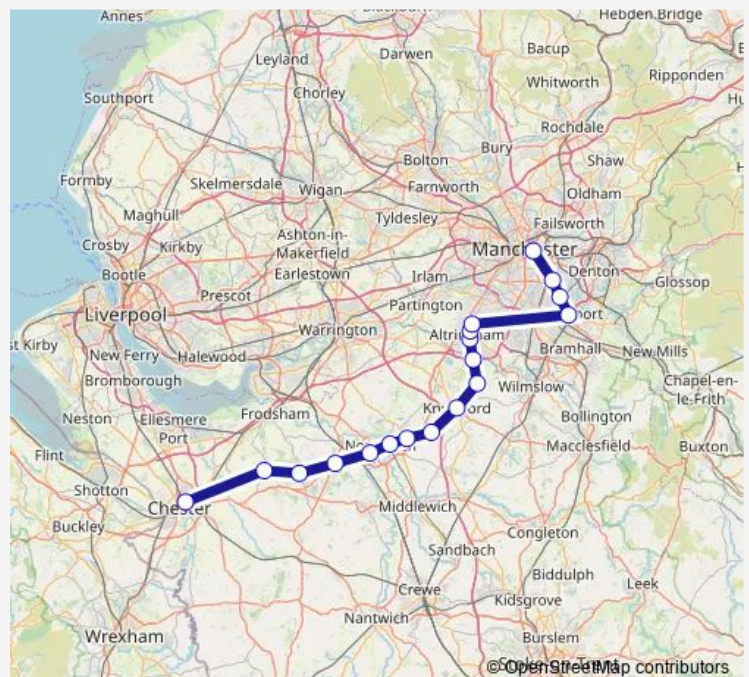 Annes
Hebden Bridge
Leyland
Darwen
Bacup
Ripponden
Whitworth
Chorley
Southport
Rochdale
Bury
Shaw
Bolton
Formby
Skelmersdale
Wigan
Farnworth
Oldham
Maghull
Tyldesley
Failsworth
Ashton-in-
Makerfield
Crosby
Kirkby
Manchester
Bootle
Earlestown
Irlam
Denton
Glossop
Prescot
Partington
Liverpool
st Kirby
Warrington
Altrincham
port
New Ferry
Halewood
Bramhall
New Mills
Bromborough
Wilmslow
Chapel-en-
le-Frith
Neston
Ellesmere
Port
Frodsham
Knutsford
Bollington
Flint
Macclesfield
Buxton
Shotton
Chester
Middlewich
Buckley
Congleton
Sandbach
Biddulph
Leek
Crewe
Kidsgrove
Nantwich
Wrexham
Burslem
© OpenStreetMap contributors